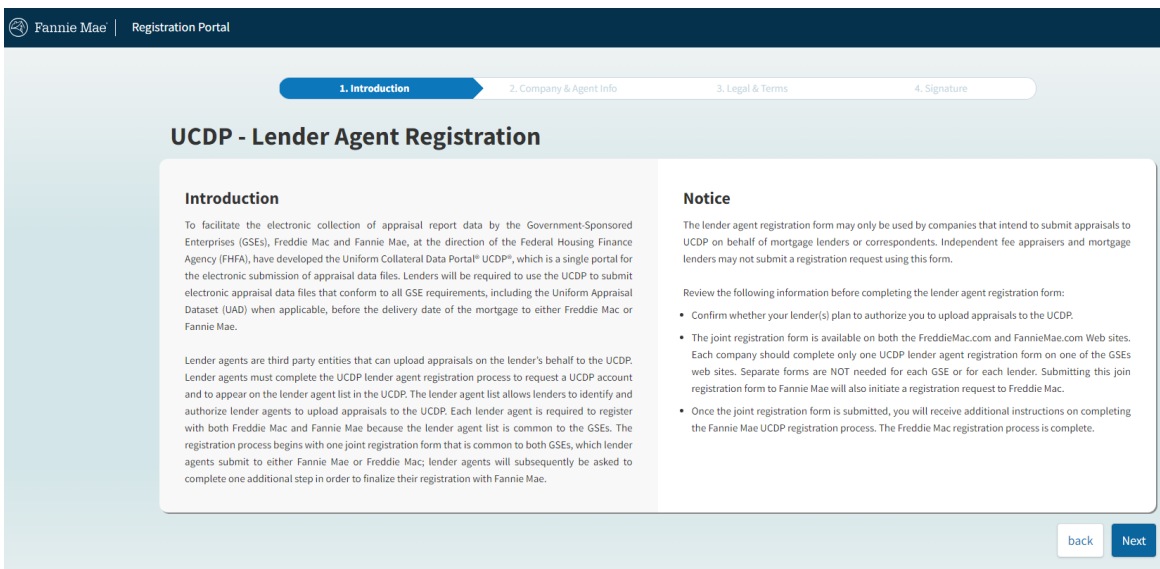 Fannie Mae Registration Portal
1. Introduction 2. Company & Agent Info 3. Legal & Terms 4. Signature
UCDP - Lender Agent Registration
Introduction
To facilitate the electronic collection of appraisal report data by the Government-Sponsored
Enterprises (GSEs), Freddie Mac and Fannie Mae, at the direction of the Federal Housing Finance
Agency (FHFA), have developed the Uniform Collateral Data Portal® UCDP®, which is a single portal for
the electronic submission of appraisal data files. Lenders will be required to use the UCDP to submit
electronic appraisal data files that conform to all GSE requirements, including the Uniform Appraisal
Dataset (UAD) when applicable, before the delivery date of the mortgage to either Freddie Mac or
Fannie Mae.
Lender agents are third party entities that can upload appraisals on the lender's behalf to the UCDP.
Lender agents must complete the UCDP lender agent registration process to request a UCDP account
and to appear on the lender agent list in the UCDP. The lender agent list allows lenders to identify and
authorize lender agents to upload appraisals to the UCDP. Each lender agent is required to register
with both Freddie Mac and Fannie Mae because the lender agent list is common to the GSEs. The
registration process begins with one joint registration form that is common to both GSEs, which lender
agents submit to either Fannie Mae or Freddie Mac; lender agents will subsequently be asked to
complete one additional step in order to finalize their registration with Fannie Mae.
Notice
The lender agent registration form may only be used by companies that intend to submit appraisals to
UCDP on behalf of mortgage lenders or correspondents. Independent fee appraisers and mortgage
lenders may not submit a registration request using this form.
Review the following information before completing the lender agent registration form:
• Confirm whether your lender(s) plan to authorize you to upload appraisals to the UCDP.
• The joint registration form is available on both the FreddieMac.com and FannieMae.com Web sites.
Each company should complete only one UCDP lender agent registration form on one of the GSEs
web sites. Separate forms are NOT needed for each GSE or for each lender. Submitting this join
registration form to Fannie Mae will also initiate a registration request to Freddie Mac.
• Once the joint registration form is submitted, you will receive additional instructions on completing
the Fannie Mae UCDP registration process. The Freddie Mac registration process is complete.
back Next